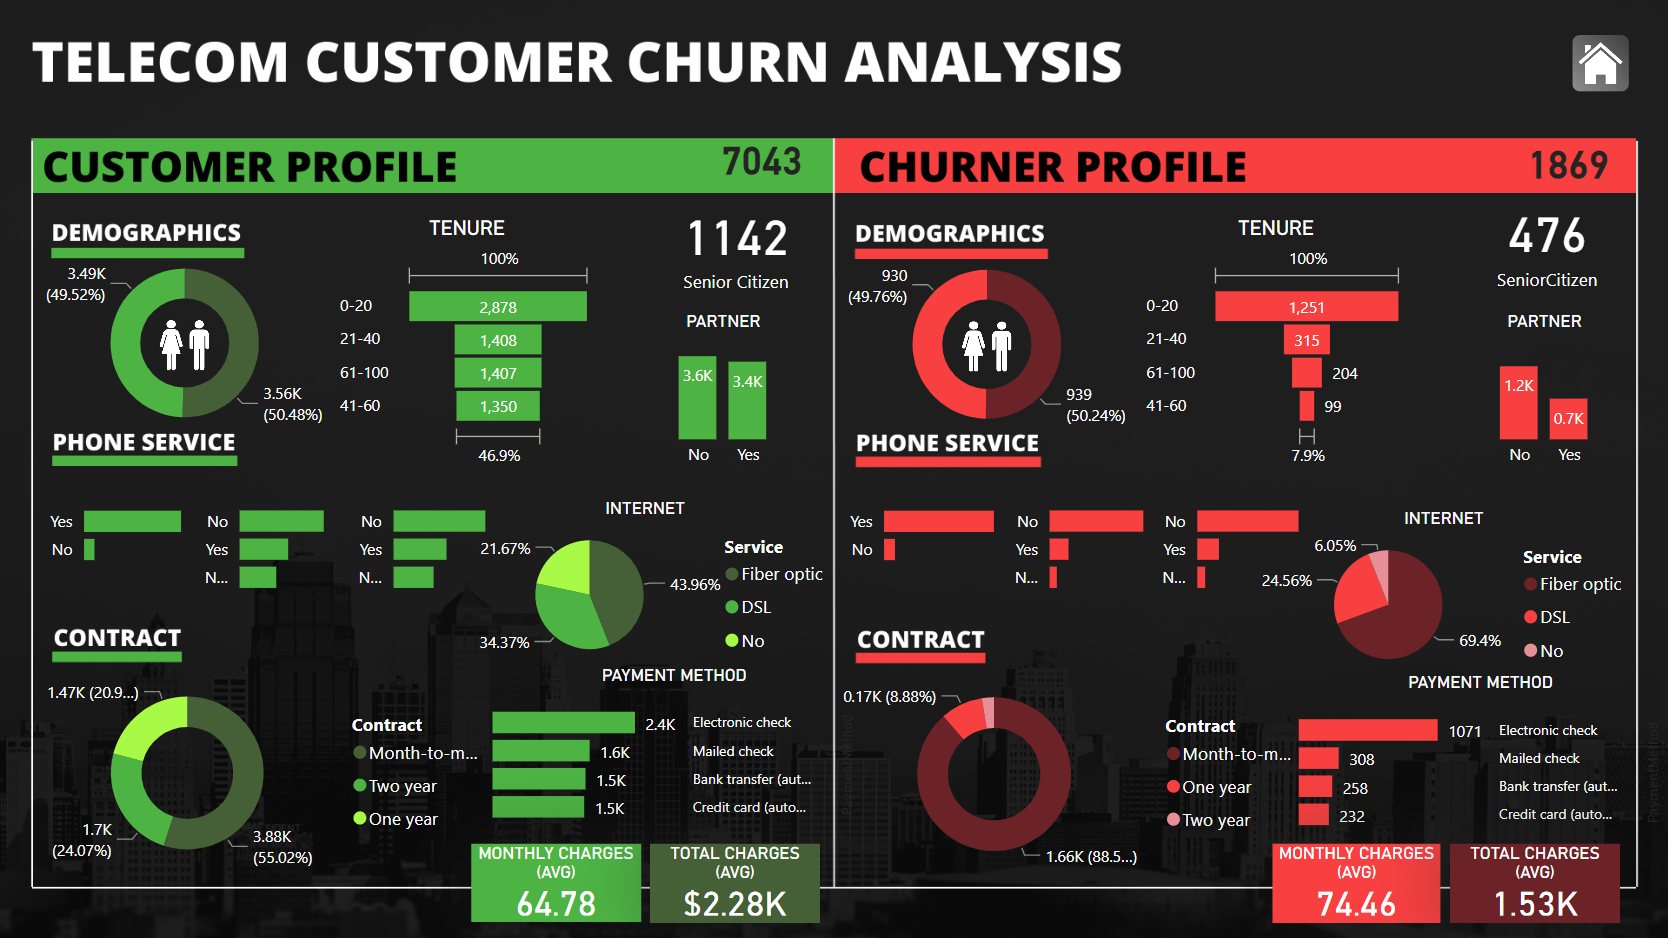 TELECOM CUSTOMER CHURN ANALYSIS
CUSTOMER PROFILE
7043
DEMOGRAPHICS
3.49K
(49.52%)
3.56K
(50.48%)
TENURE
100%
0-20
2,878
21-40
1,408
61-100
1,407
41-60
1,350
46.9%
1142
Senior Citizen
PARTNER
3.6K
3.4K
No
Yes
PHONE SERVICE
Yes
No
No
Yes
N...
No
Yes
N...
INTERNET
21.67%
43.96%
34.37%
Service
Fiber optic
DSL
No
CONTRACT
1.47K (20.9...)
1.7K
(24.07%)
3.88K
(55.02%)
Contract
Month-to-m...
Two year
One year
PAYMENT METHOD
2.4K
Electronic check
1.6K
Mailed check
1.5K
Bank transfer (aut...
1.5K
Credit card (auto...
MONTHLY CHARGES
(AVG)
64.78
TOTAL CHARGES
(AVG)
$2.28K
CHURNER PROFILE
1869
DEMOGRAPHICS
930
(49.76%)
939
(50.24%)
TENURE
100%
0-20
1,251
21-40
315
61-100
204
41-60
99
7.9%
476
SeniorCitizen
PARTNER
1.2K
0.7K
No
Yes
PHONE SERVICE
Yes
No
No
Yes
N...
No
Yes
N...
INTERNET
6.05%
24.56%
69.4%
Service
Fiber optic
DSL
No
CONTRACT
0.17K (8.88%)
1.66K (88.5...)
Contract
Month-to-m...
One year
Two year
PAYMENT METHOD
1071
Electronic check
308
Mailed check
258
Bank transfer (aut...
232
Credit card (auto...
PaymentMethod
PaymentMethod
MONTHLY CHARGES
(AVG)
74.46
TOTAL CHARGES
(AVG)
1.53K